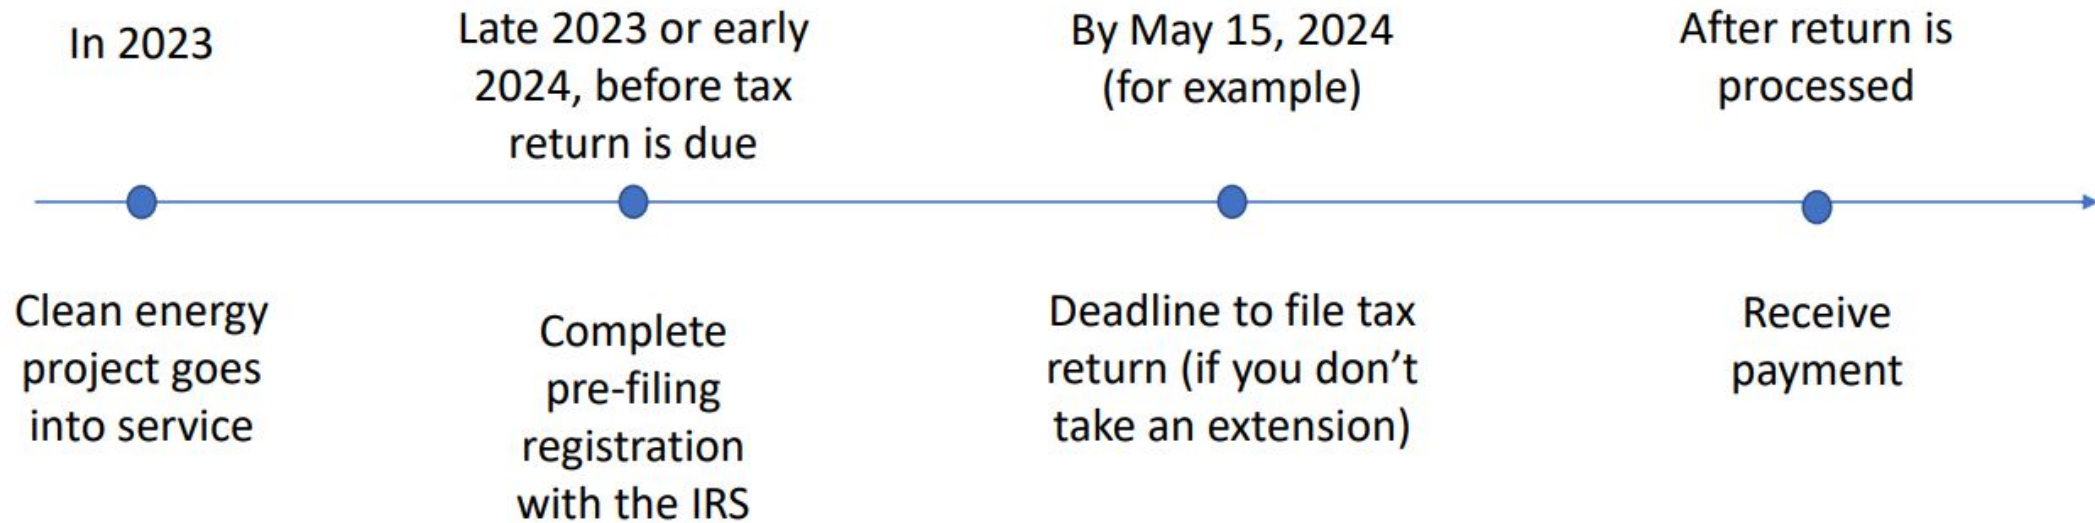 In 2023
Late 2023 or early
2024, before tax
return is due
By May 15, 2024
(for example)
After return is
processed
Clean energy
project goes
into service
Complete
pre-filing
registration
with the IRS
Deadline to file tax
return (if you don’t
take an extension)
Receive
payment